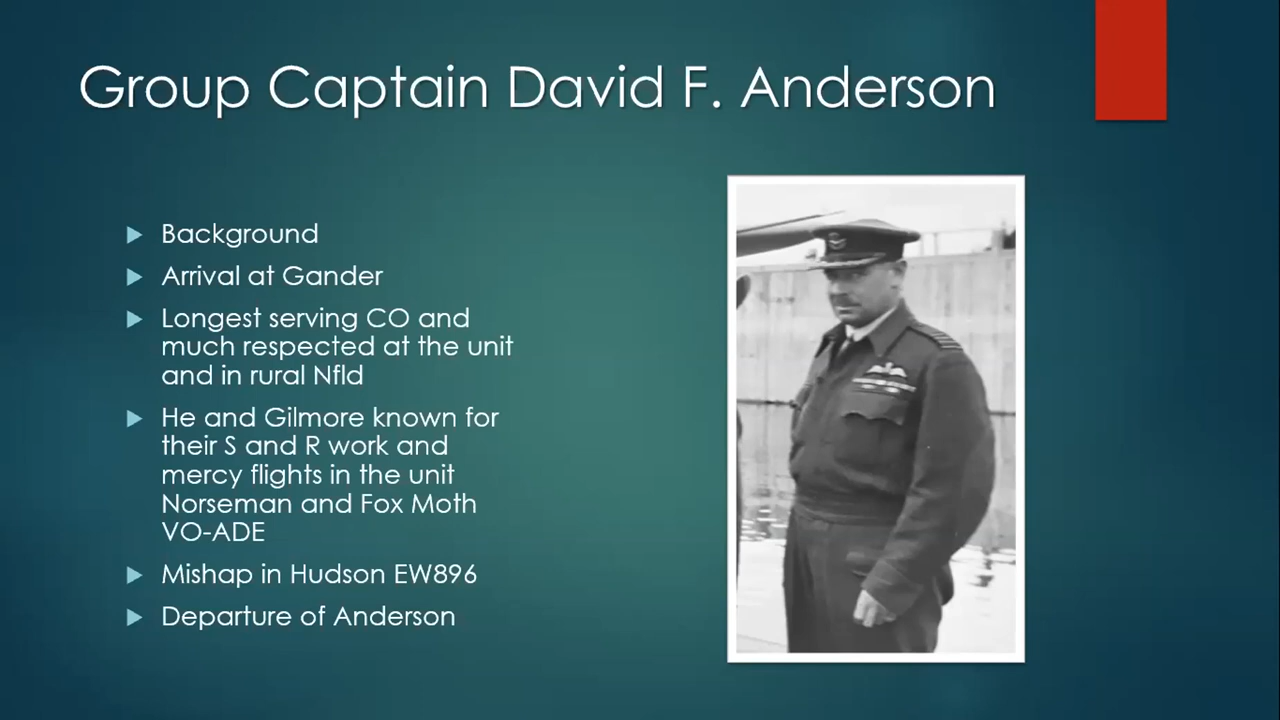 Group Captain David F. Anderson
Background
Arrival at Gander
Longest serving CO and
much respected at the unit
and in rural Nfld
He and Gilmore known for
their S and R work and
mercy flights in the unit
Norseman and Fox Moth
VO-ADE
Mishap in Hudson EW896
Departure of Anderson